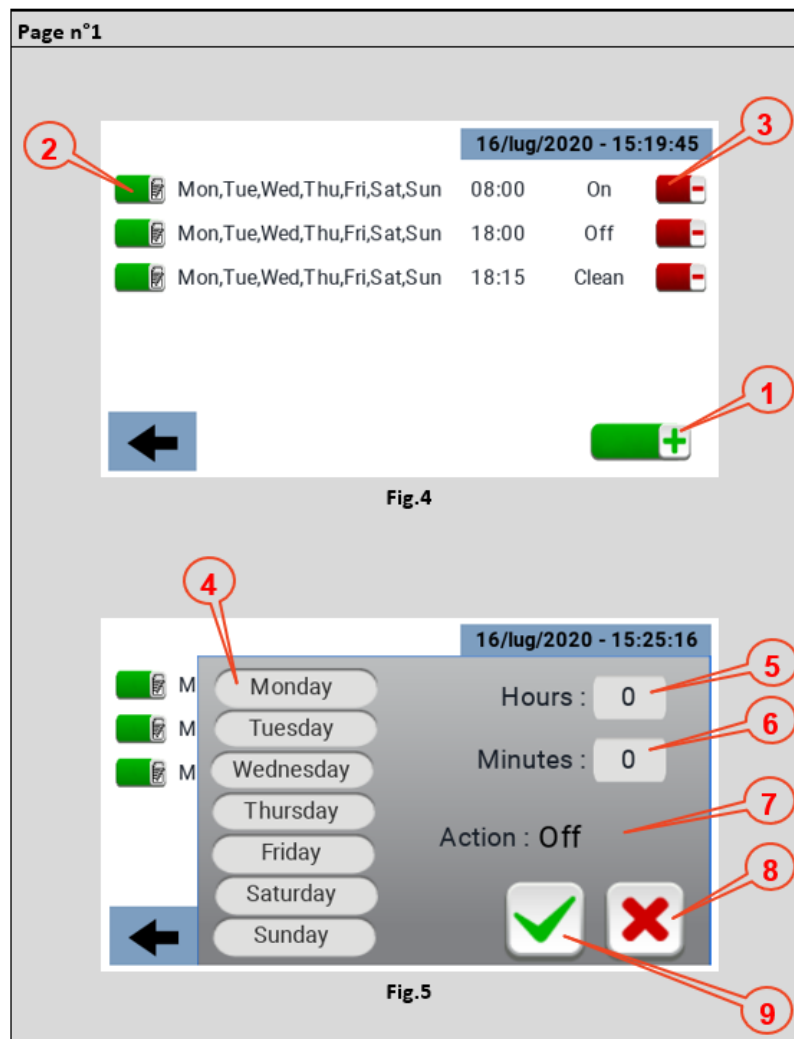 Page n°1
2
16/lug/2020 - 15:19:45
3
Mon,Tue,Wed,Thu,Fri,Sat,Sun 08:00 On
Mon,Tue,Wed,Thu,Fri,Sat,Sun 18:00 Off
Mon,Tue,Wed,Thu,Fri,Sat,Sun 18:15 Clean
1
Fig.4
4
16/lug/2020 - 15:25:16
M Monday Hours : 0 5
M Tuesday Minutes : 0 6
M Wednesday
Thursday
Action : Off 7
Friday
Saturday
8
Sunday
Fig.5
9